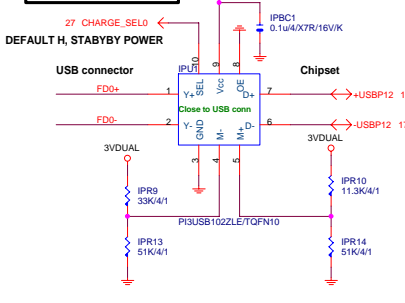 27 CHARGE_SEL0
DEFAULT H, STABYBY POWER
IPBC1
0.1u/4/X7R/16V/K
USB connector
IPU1
Chipset
10
9
8
FD0+
1
Y+
SEL
Vcc
OE
D+
7
+USBP12 1
Close to USB conn
FD0-
2
Y-
GND
M-
M+
D-
6
-USBP12 17
3
4
5
3VDUAL
3VDUAL
IPR9
33K/4/1
IPR10
11.3K/4/1
PI3USB102ZLE/TQFN10
IPR13
51K/4/1
IPR14
51K/4/1